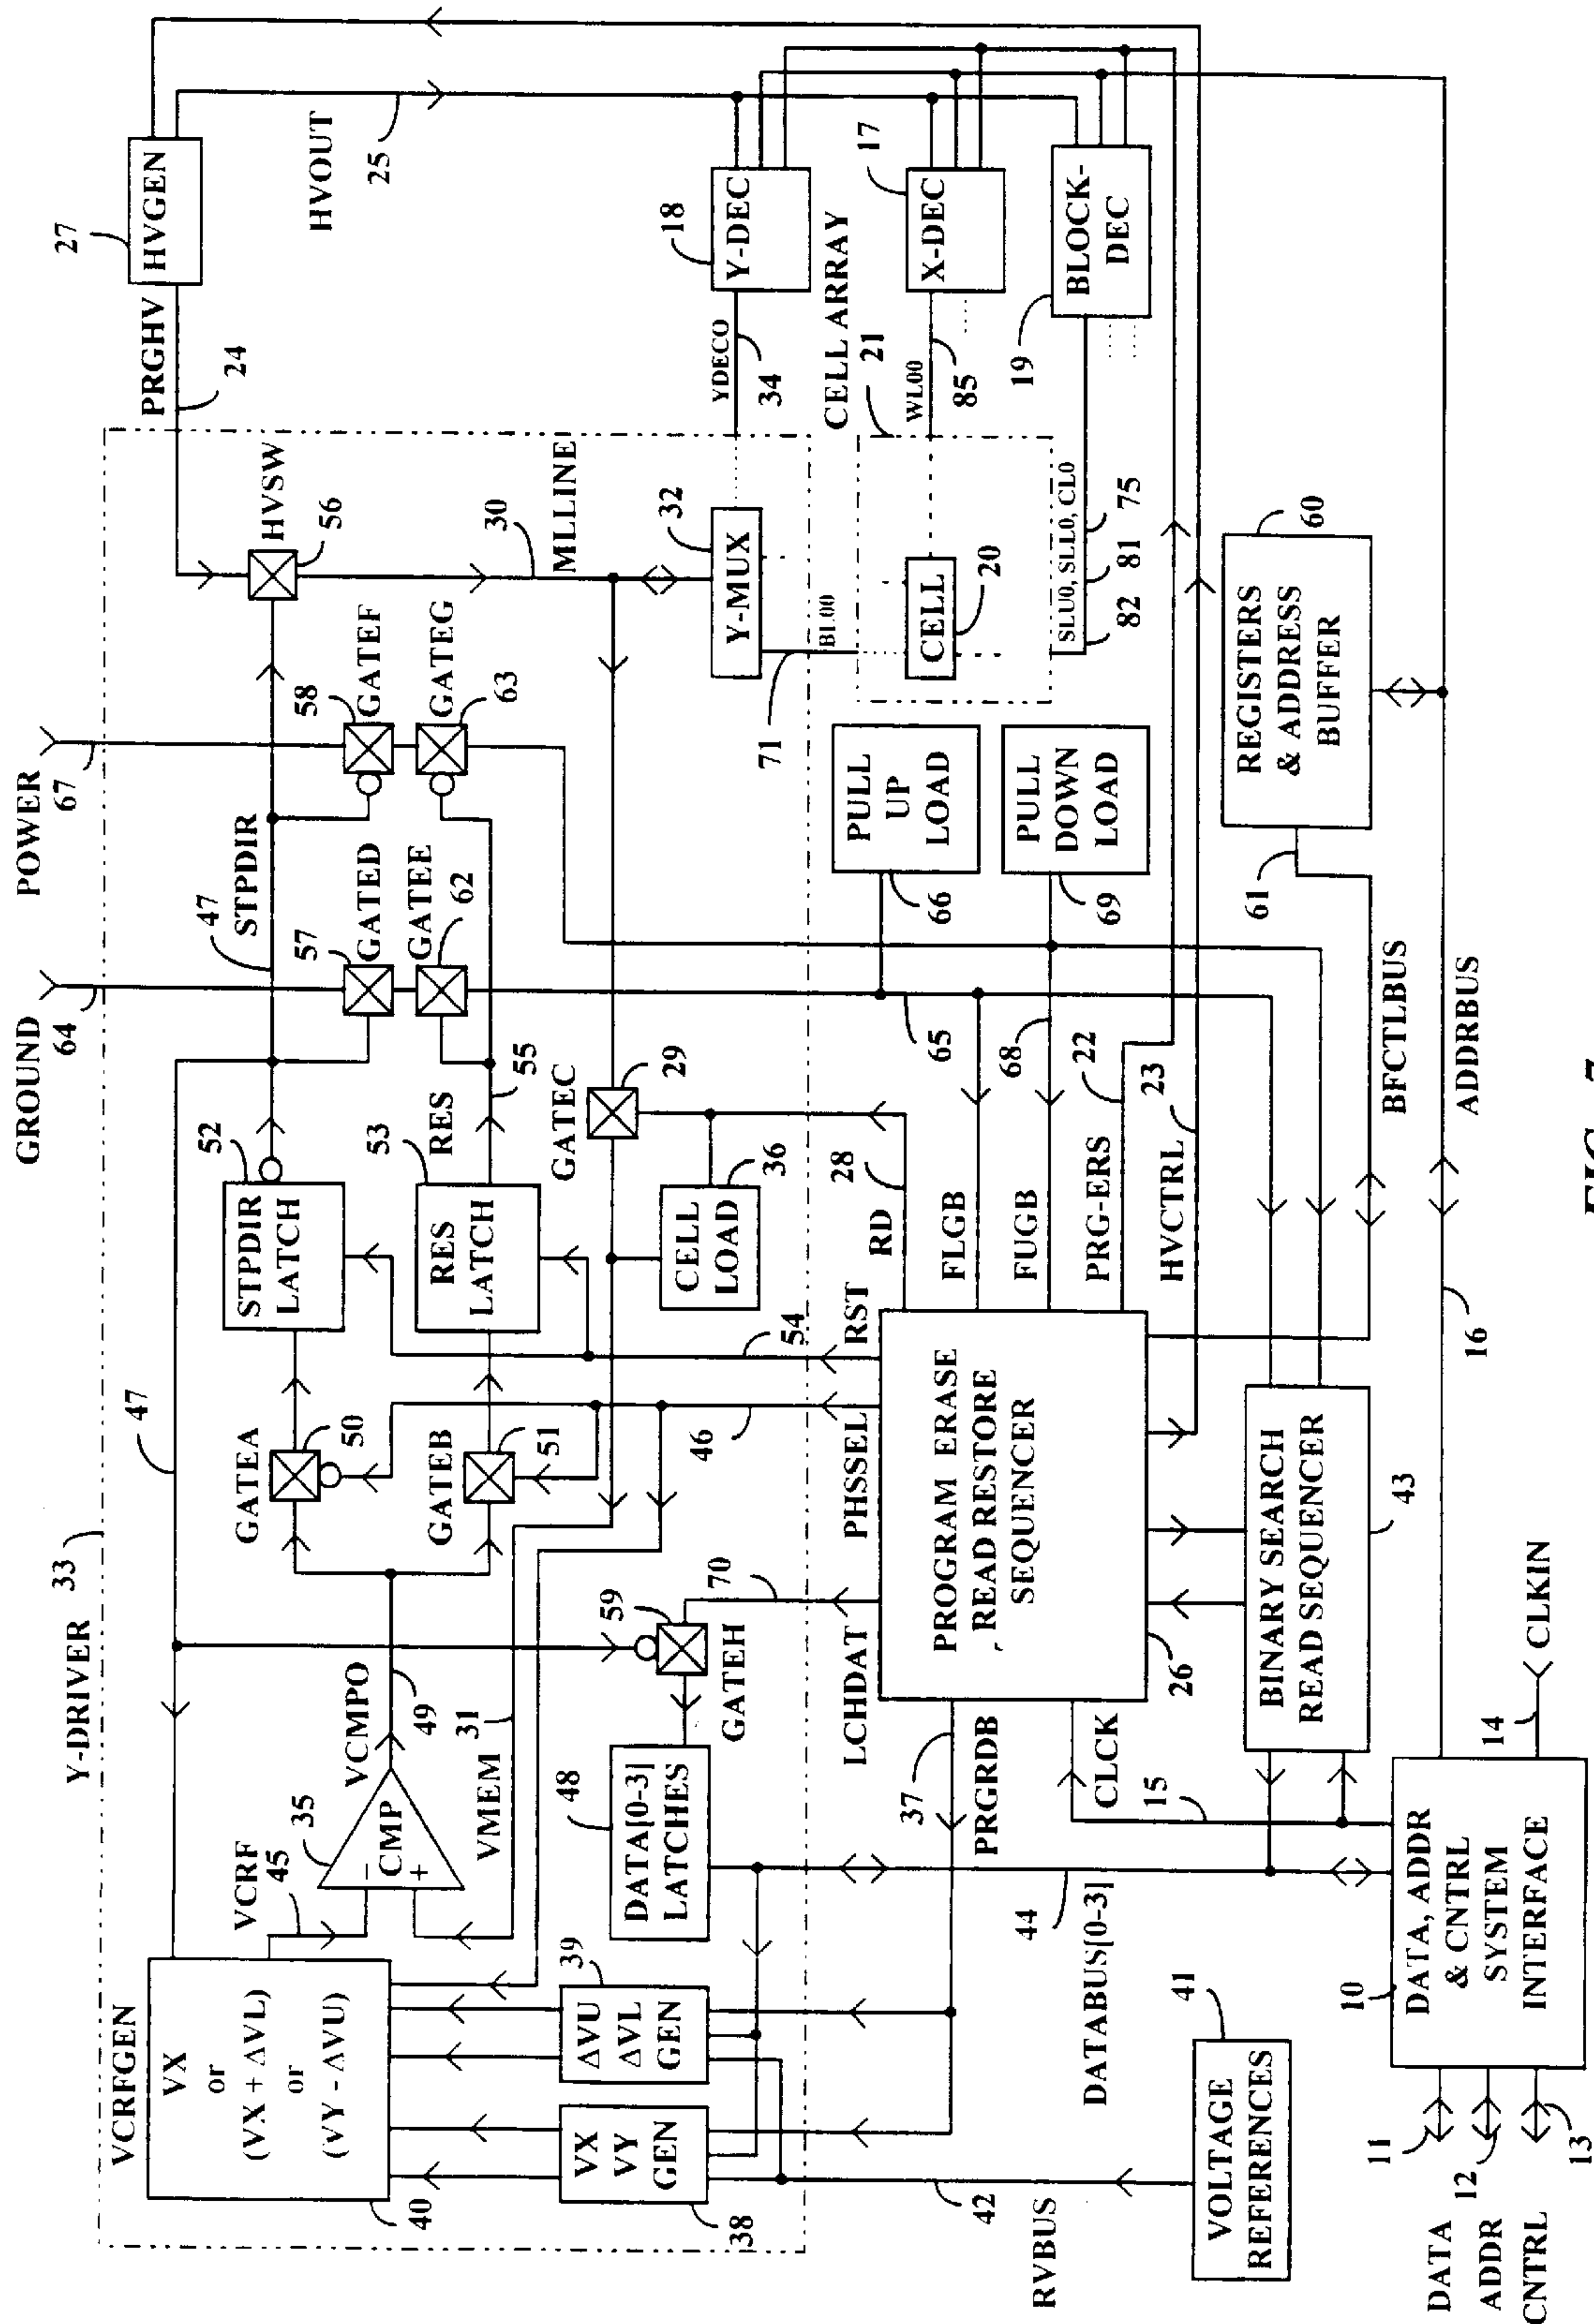 Y-DRIVER
33
GROUND
64
POWER
67
VCRFGEN
VX
or
(VX + ΔVL)
or
(VY - ΔVU)
40
VCRF
45
35
CMP
−
+
VCMPO
49
31
VMEM
47
GATEA
50
GATEB
51
52
STPDIR
LATCH
RES
LATCH
53
RES
55
47
STPDIR
57
GATED
GATEE
62
58
GATEF
GATEG
63
HVSW
56
PRGHV
24
27
HVGEN
HVOUT
25
30
MLLINE
GATEC
29
CELL
LOAD
36
54
46
59
GATEH
70
48
DATA[0-3]
LATCHES
39
ΔVU
ΔVL
GEN
VX
VY
GEN
38
32
Y-MUX
YDECO
34
18
Y-DEC
71
BL00
CELL ARRAY
21
CELL
20
WL00
85
17
X-DEC
19
BLOCK-
DEC
SLU0, SLL0, CL0
82
81
75
PULL
UP
LOAD
66
PULL
DOWN
LOAD
69
65
68
22
23
LCHDAT
PHSSEL
RST
RD
28
FLGB
FUGB
PRG-ERS
HVCTRL
PROGRAM ERASE
READ RESTORE
SEQUENCER
26
37
PRGRDB
CLCK
15
BINARY SEARCH
READ SEQUENCER
43
REGISTERS
& ADDRESS
BUFFER
60
61
BFCTLBUS
ADDRBUS
16
44
DATABUS[0-3]
42
RVBUS
41
VOLTAGE
REFERENCES
10
DATA, ADDR
& CNTRL
SYSTEM
INTERFACE
14
CLKIN
11
DATA
12
ADDR
13
CNTRL
FIG. 7